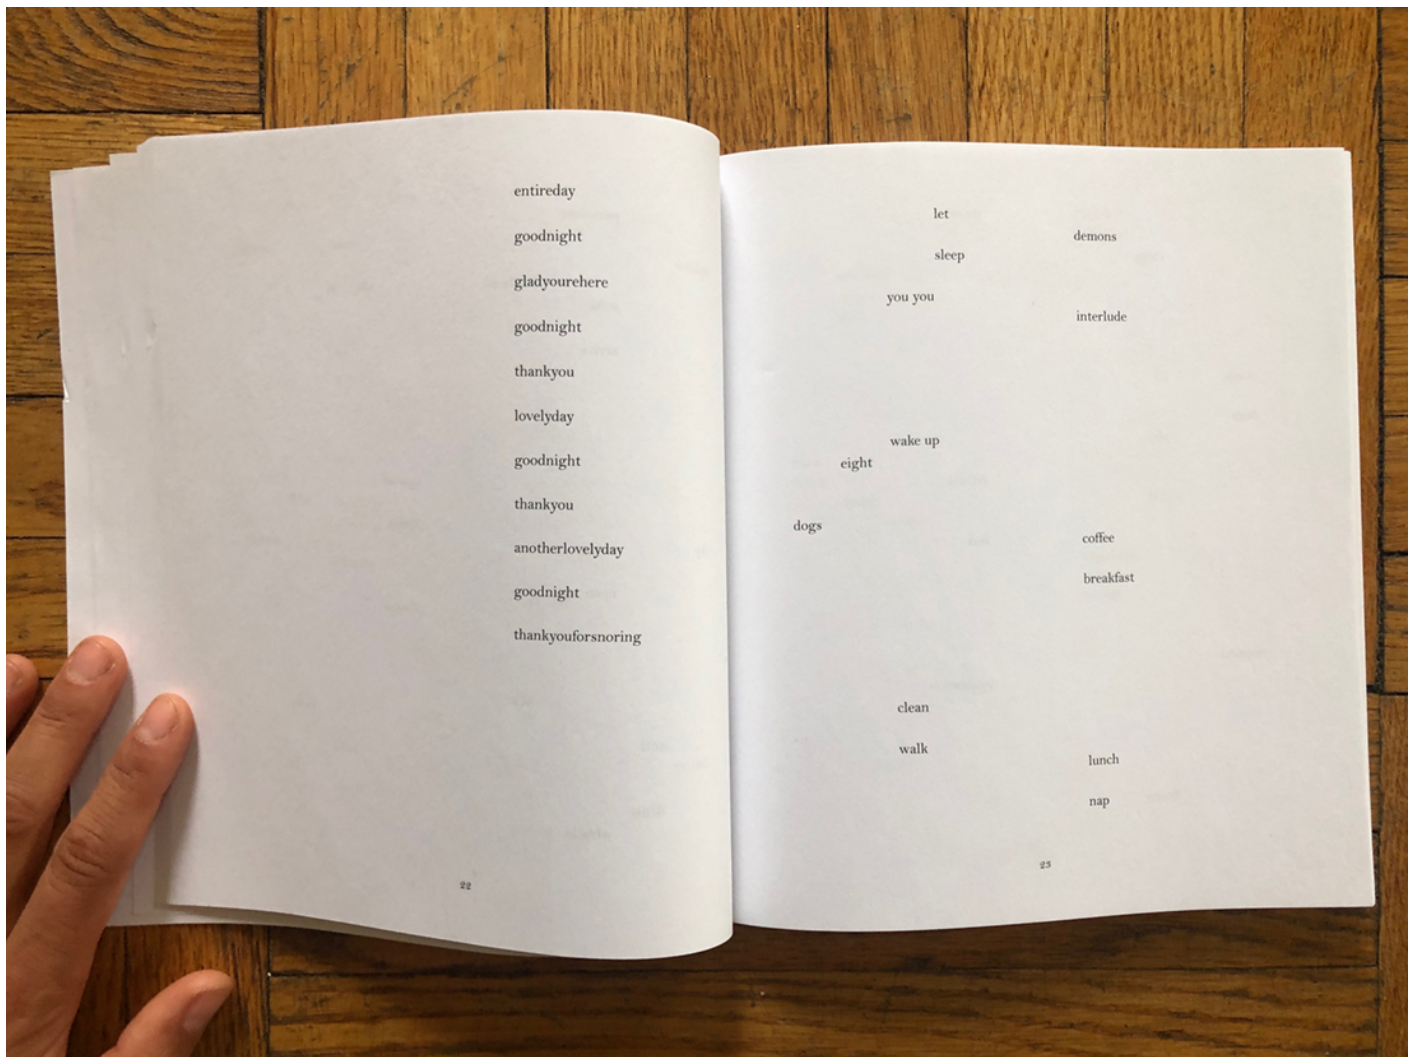 entireday
goodnight
gladyourehere
goodnight
thankyou
lovelyday
goodnight
thankyou
anotherlovelyday
goodnight
thankyouforsnoring
22
let
demons
sleep
you you
interlude
wake up
eight
dogs
coffee
breakfast
clean
walk
lunch
nap
23